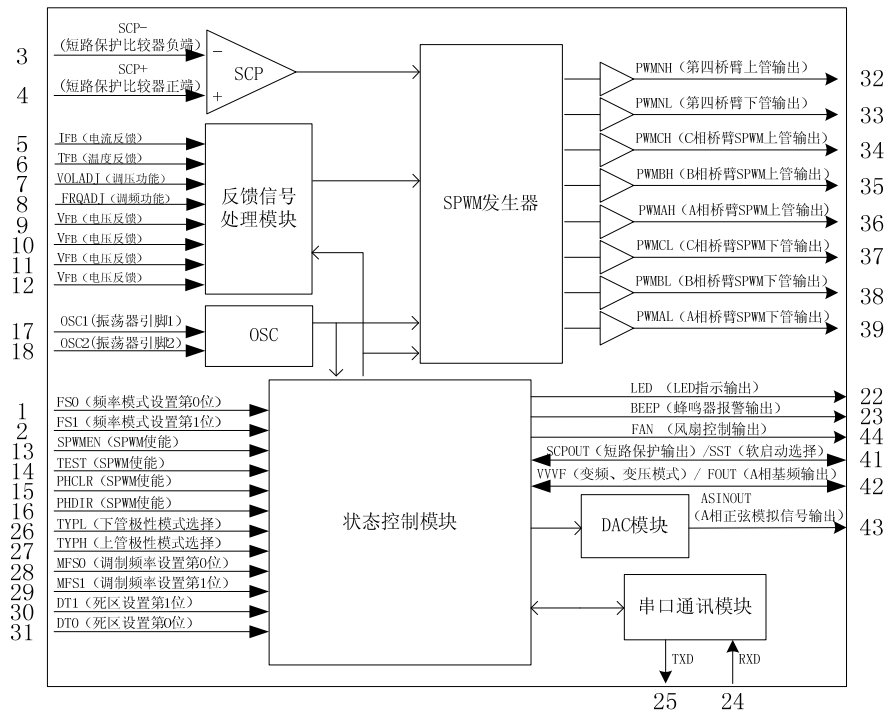 SCP-
(短路保护比较器负端)
3
SCP+
(短路保护比较器正端)
4
SCP
−
+
5 IFB(电流反馈)
6 TFB(温度反馈)
7 VOLADJ(调压功能)
8 FRQADJ(调频功能)
9 VFB(电压反馈)
10 VFB(电压反馈)
11 VFB(电压反馈)
12 VFB(电压反馈)
反馈信号
处理模块
17 OSC1(振荡器引脚1)
18 OSC2(振荡器引脚2)
OSC
SPWM发生器
PWMNH(第四桥臂上管输出) 32
PWMNL(第四桥臂下管输出) 33
PWMCH(C相桥臂SPWM上管输出) 34
PWMBH(B相桥臂SPWM上管输出) 35
PWMAH(A相桥臂SPWM上管输出) 36
PWMCL(C相桥臂SPWM下管输出) 37
PWMBL(B相桥臂SPWM下管输出) 38
PWMAL(A相桥臂SPWM下管输出) 39
1 FS0(频率模式设置第0位)
2 FS1(频率模式设置第1位)
13 SPWMEN(SPWM使能)
14 TEST(SPWM使能)
15 PHCLR(SPWM使能)
16 PHDIR(SPWM使能)
26 TYPL(下管极性模式选择)
27 TYPH(上管极性模式选择)
28 MFS0(调制频率设置第0位)
29 MFS1(调制频率设置第1位)
30 DT1(死区设置第1位)
31 DT0(死区设置第0位)
状态控制模块
LED (LED指示输出) 22
BEEP(蜂鸣器报警输出) 23
FAN (风扇控制输出) 44
SCPOUT(短路保护输出)/SST(软启动选择) 41
VVVF(变频、变压模式)/ FOUT(A相基频输出) 42
DAC模块
ASINOUT
(A相正弦模拟信号输出) 43
串口通讯模块
TXD RXD
25 24